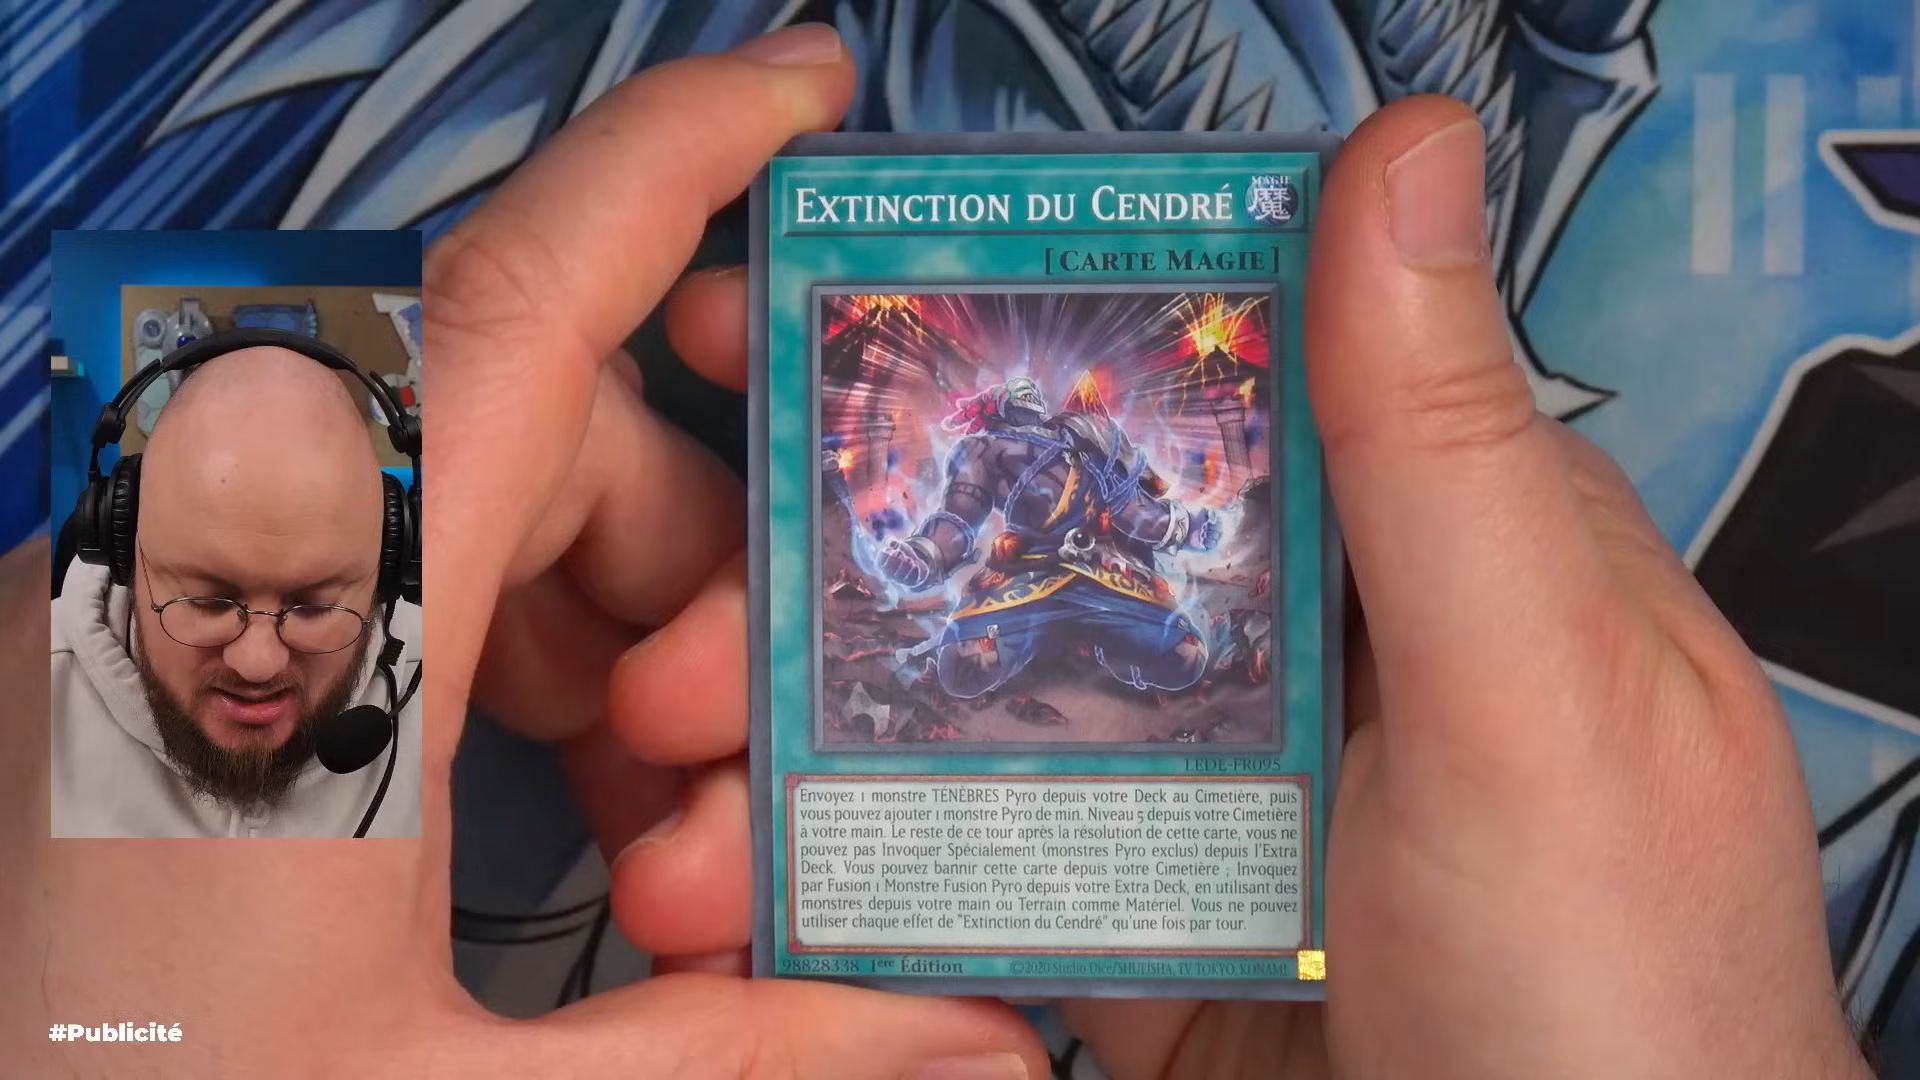 EXTINCTION DU CENDRÉ
MAGIE
魔
[CARTE MAGIE]
LEDE-FR095
Envoyez 1 monstre TÉNÈBRES Pyro depuis votre Deck au Cimetière, puis
vous pouvez ajouter 1 monstre Pyro de min. Niveau 5 depuis votre Cimetière
à votre main. Le reste de ce tour après la résolution de cette carte, vous ne
pouvez pas Invoquer Spécialement (monstres Pyro exclus) depuis l'Extra
Deck. Vous pouvez bannir cette carte depuis votre Cimetière ; Invoquez
par Fusion 1 Monstre Fusion Pyro depuis votre Extra Deck, en utilisant des
monstres depuis votre main ou Terrain comme Matériel. Vous ne pouvez
utiliser chaque effet de "Extinction du Cendré" qu'une fois par tour.
98828338 1ère Édition
©2020 Studio Dice/SHUEISHA, TV TOKYO, KONAMI
#Publicité